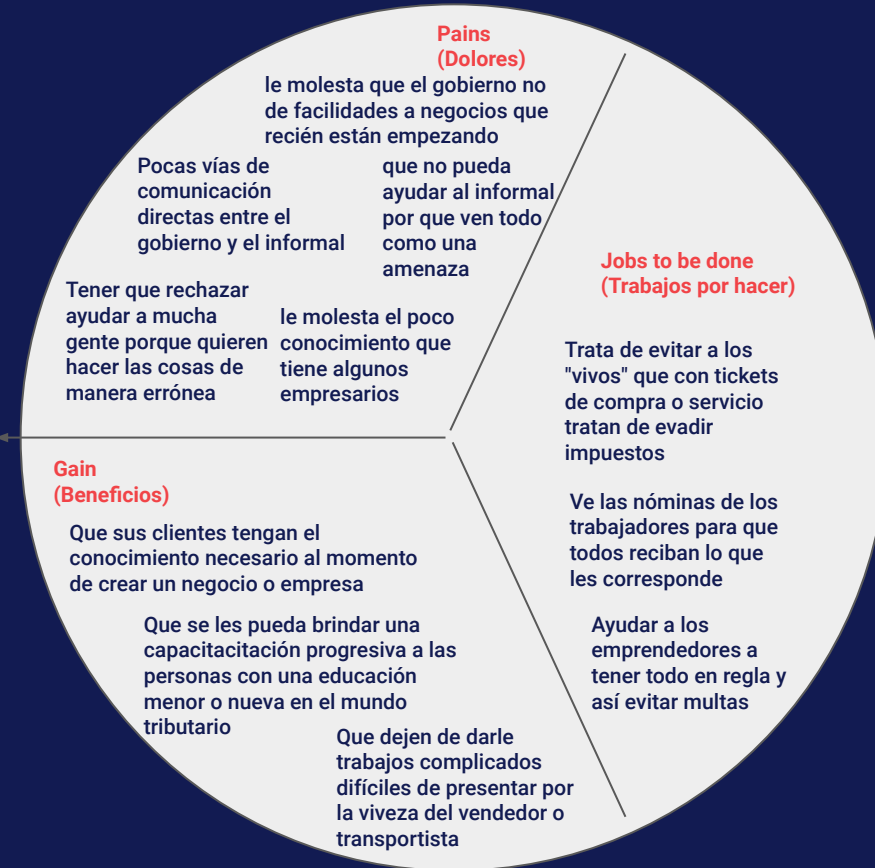 Pains
(Dolores)
le molesta que el gobierno no
de facilidades a negocios que
recién están empezando
Pocas vías de
comunicación
directas entre el
gobierno y el informal
que no pueda
ayudar al informal
por que ven todo
como una
amenaza
Tener que rechazar
ayudar a mucha
gente porque quieren
hacer las cosas de
manera errónea
le molesta el poco
conocimiento que
tiene algunos
empresarios
Jobs to be done
(Trabajos por hacer)
Trata de evitar a los
"vivos" que con tickets
de compra o servicio
tratan de evadir
impuestos
Ve las nóminas de los
trabajadores para que
todos reciban lo que
les corresponde
Ayudar a los
emprendedores a
tener todo en regla y
así evitar multas
Gain
(Beneficios)
Que sus clientes tengan el
conocimiento necesario al momento
de crear un negocio o empresa
Que se les pueda brindar una
capacitacitación progresiva a las
personas con una educación
menor o nueva en el mundo
tributario
Que dejen de darle
trabajos complicados
difíciles de presentar por
la viveza del vendedor o
transportista